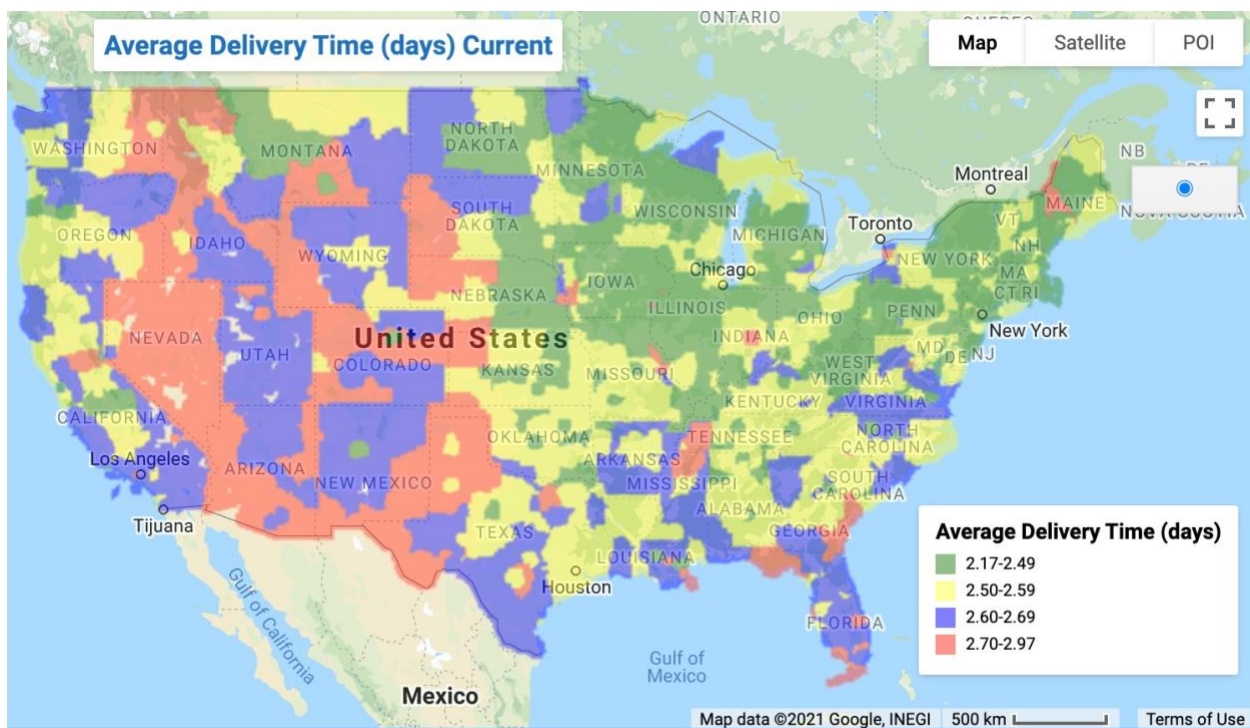 ONTARIO
Average Delivery Time (days) Current
Map
Satellite
POI
WASHINGTON
MONTANA
NORTH
DAKOTA
MINNESOTA
NB
Montreal
MAINE
NOVA SCOTIA
OREGON
IDAHO
WYOMING
SOUTH
DAKOTA
WISCONSIN
MICHIGAN
Toronto
VT
NH
NEW YORK
MA
CT RI
Chicago
IOWA
NEBRASKA
ILLINOIS
INDIANA
OHIO
PENN
New York
NEVADA
UTAH
United States
COLORADO
KANSAS
MISSOURI
WEST
VIRGINIA
MD
DE
NJ
KENTUCKY
VIRGINIA
CALIFORNIA
Los Angeles
ARIZONA
NEW MEXICO
OKLAHOMA
ARKANSAS
TENNESSEE
NORTH
CAROLINA
MISSISSIPPI
SOUTH
CAROLINA
ALABAMA
GEORGIA
Tijuana
TEXAS
LOUISIANA
Houston
FLORIDA
Gulf of
California
Gulf of
Mexico
Mexico
Average Delivery Time (days)
2.17-2.49
2.50-2.59
2.60-2.69
2.70-2.97
Map data ©2021 Google, INEGI
500 km
Terms of Use